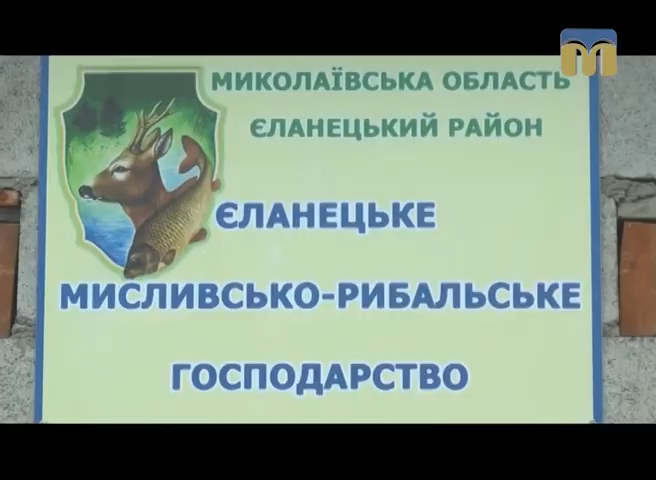 МИКОЛАЇВСЬКА ОБЛАСТЬ
ЄЛАНЕЦЬКИЙ РАЙОН
ЄЛАНЕЦЬКЕ
МИСЛИВСЬКО-РИБАЛЬСЬКЕ
ГОСПОДАРСТВО